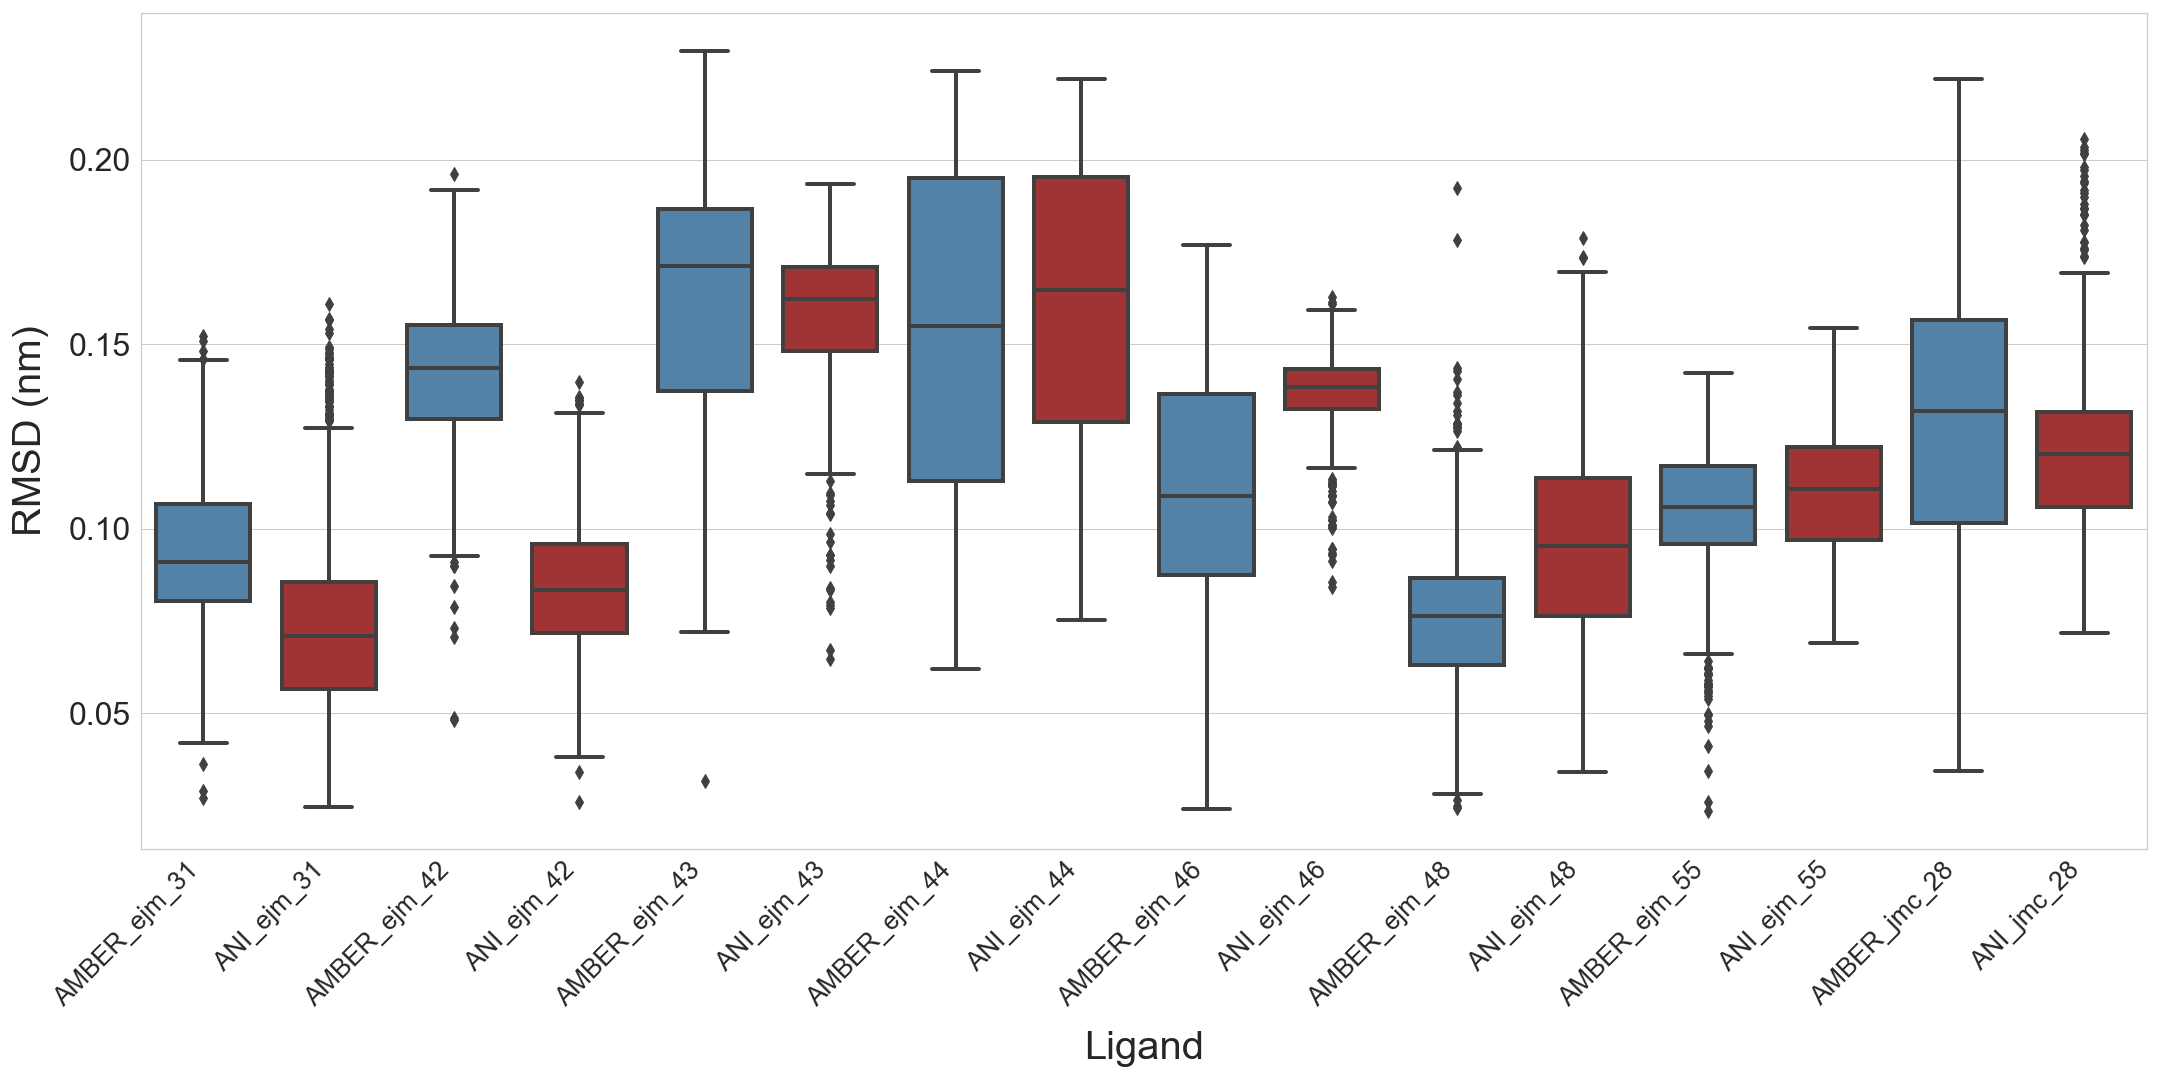 RMSD (nm)
0.20
0.15
0.10
0.05
AMBER_ejm_31
ANI_ejm_31
AMBER_ejm_42
ANI_ejm_42
AMBER_ejm_43
ANI_ejm_43
AMBER_ejm_44
ANI_ejm_44
AMBER_ejm_46
ANI_ejm_46
AMBER_ejm_48
ANI_ejm_48
AMBER_ejm_55
ANI_ejm_55
AMBER_jmc_28
ANI_jmc_28
Ligand